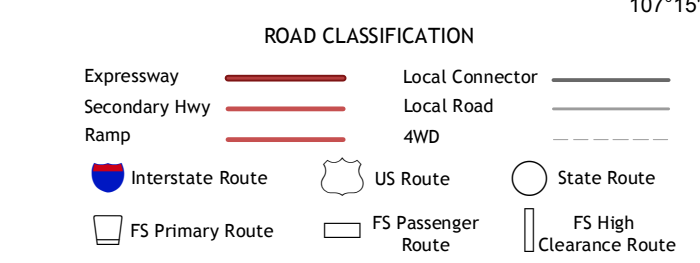 107°15'
ROAD CLASSIFICATION
Expressway
Local Connector
Secondary Hwy
Local Road
Ramp
4WD
Interstate Route
US Route
State Route
FS Primary Route
FS Passenger
Route
FS High
Clearance Route